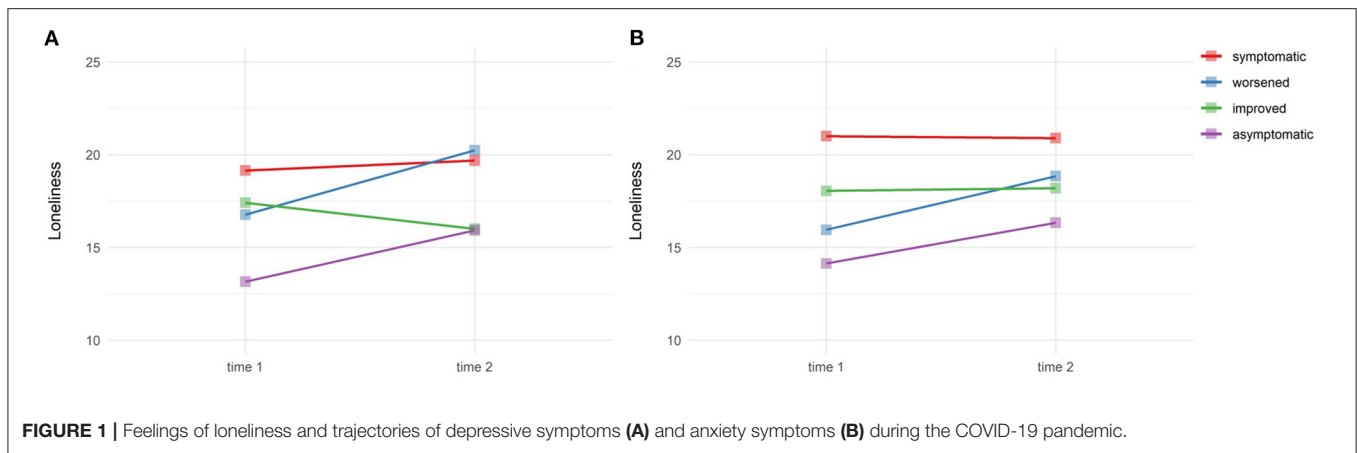 A
B
25
20
15
10
Loneliness
time 1
time 2
25
20
15
10
Loneliness
time 1
time 2
symptomatic
worsened
improved
asymptomatic
FIGURE 1 | Feelings of loneliness and trajectories of depressive symptoms (A) and anxiety symptoms (B) during the COVID-19 pandemic.